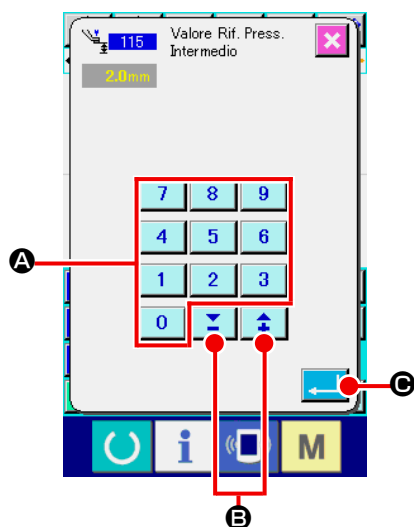 115
Valore Rif. Press.
Intermedio
2.0mm
7 8 9
4 5 6
1 2 3
0
A
B
C
i
M